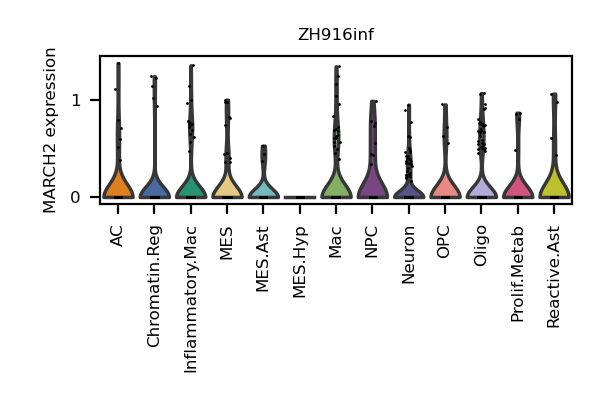 ZH916inf
MARCH2 expression
1
0
AC
Chromatin.Reg
Inflammatory.Mac
MES
MES.Ast
MES.Hyp
Mac
NPC
Neuron
OPC
Oligo
Prolif.Metab
Reactive.Ast